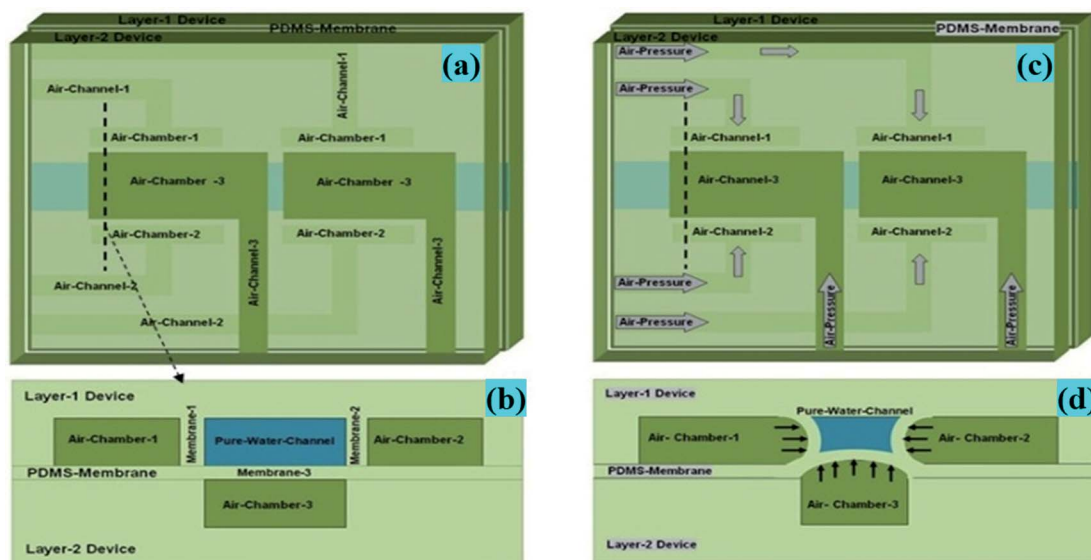 Layer-1 Device
PDMS-Membrane
Layer-2 Device
(a)
Air-Channel-1
Air-Channel-1
Air-Chamber-1
Air-Chamber-1
Air-Chamber -3
Air-Chamber -3
Air-Chamber-2
Air-Chamber-2
Air-Channel-3
Air-Channel-3
Air-Channel-2
Air-Channel-2
Layer-1 Device
PDMS-Membrane
Layer-2 Device
(c)
Air-Pressure
Air-Pressure
Air-Channel-1
Air-Channel-1
Air-Channel-3
Air-Channel-3
Air-Channel-2
Air-Channel-2
Air-Pressure
Air-Pressure
Air-Pressure
Air-Pressure
(b)
Layer-1 Device
Membrane-1
Membrane-2
Air-Chamber-1
Pure-Water-Channel
Air-Chamber-2
PDMS-Membrane
Membrane-3
Air-Chamber-3
Layer-2 Device
(d)
Layer-1 Device
Pure-Water-Channel
Air- Chamber-1
Air- Chamber-2
PDMS-Membrane
Air- Chamber-3
Layer-2 Device